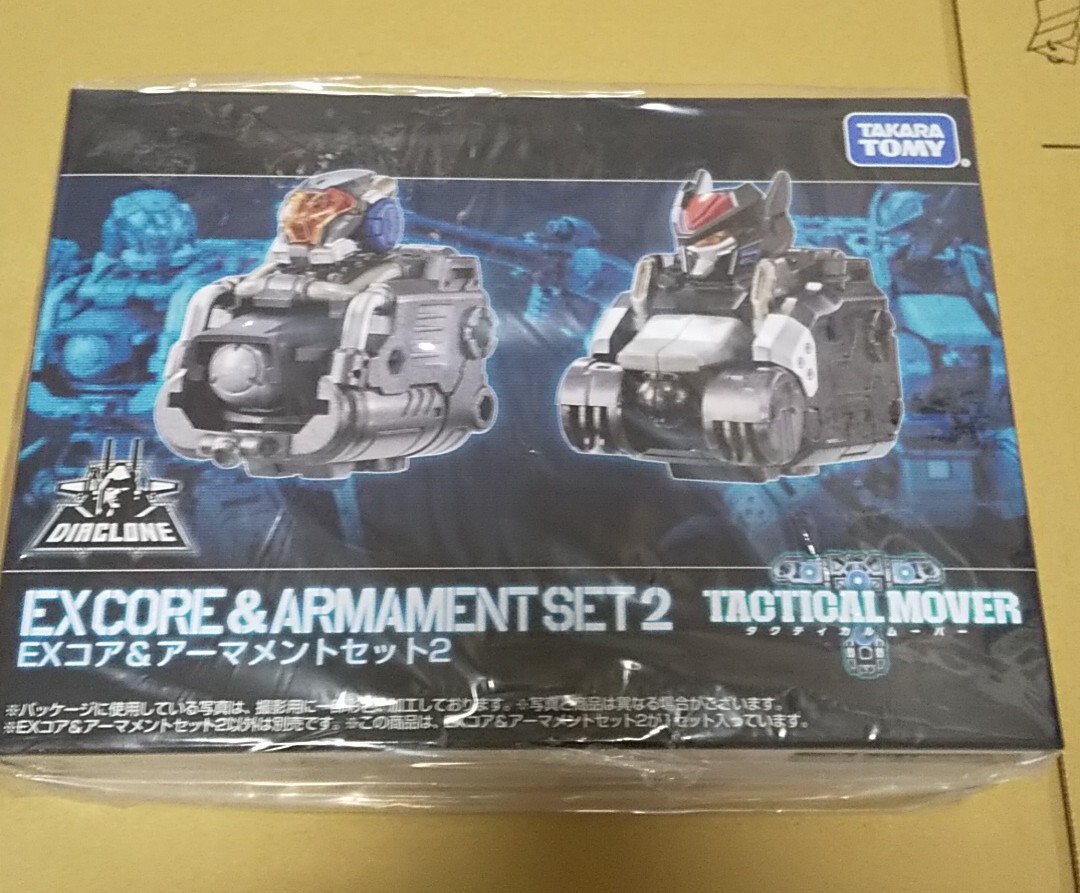 TAKARA
TOMY
DIACLONE
EX CORE & ARMAMENT SET 2
EXコア&アーマメントセット2
TACTICAL MOVER
タクティカルムーバー
※パッケージに使用している写真は、撮影用に一部 加工しております。※写真と商品は異なる場合がございます。
※EXコア&アーマメントセット2以外は別売です。※この商品は、EXコア&アーマメントセット2が1セット入っています。